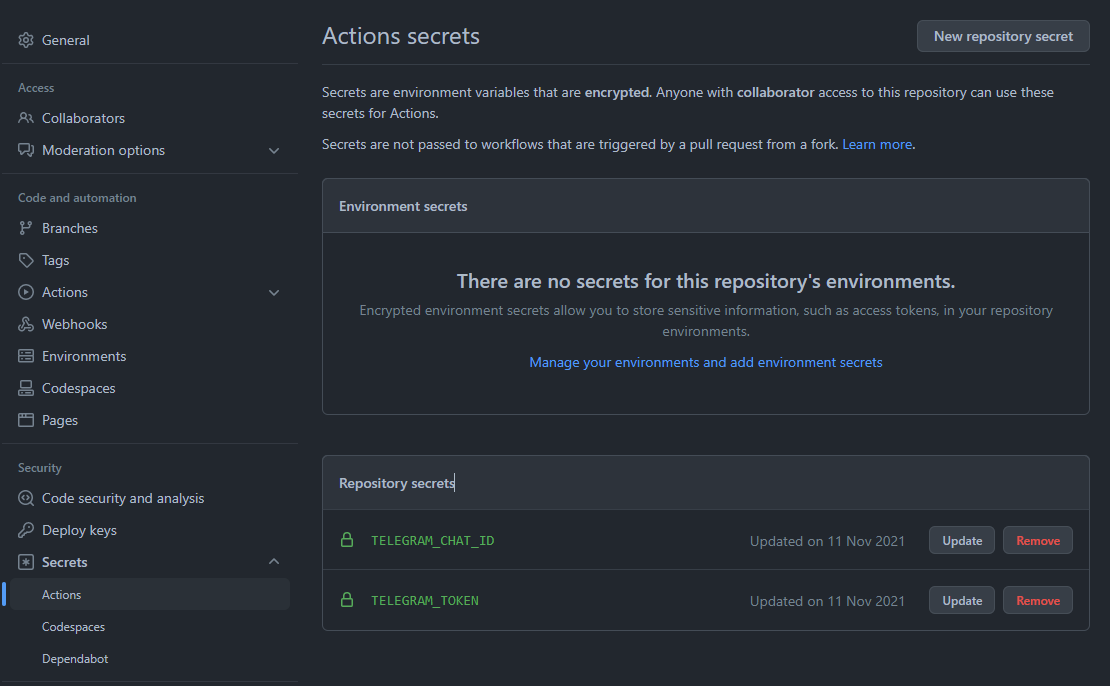 General
Access
Collaborators
Moderation options
Code and automation
Branches
Tags
Actions
Webhooks
Environments
Codespaces
Pages
Security
Code security and analysis
Deploy keys
Secrets
Actions
Codespaces
Dependabot
Actions secrets
New repository secret
Secrets are environment variables that are encrypted. Anyone with collaborator access to this repository can use these
secrets for Actions.
Secrets are not passed to workflows that are triggered by a pull request from a fork. Learn more.
Environment secrets
There are no secrets for this repository's environments.
Encrypted environment secrets allow you to store sensitive information, such as access tokens, in your repository
environments.
Manage your environments and add environment secrets
Repository secrets
TELEGRAM_CHAT_ID Updated on 11 Nov 2021 Update Remove
TELEGRAM_TOKEN Updated on 11 Nov 2021 Update Remove